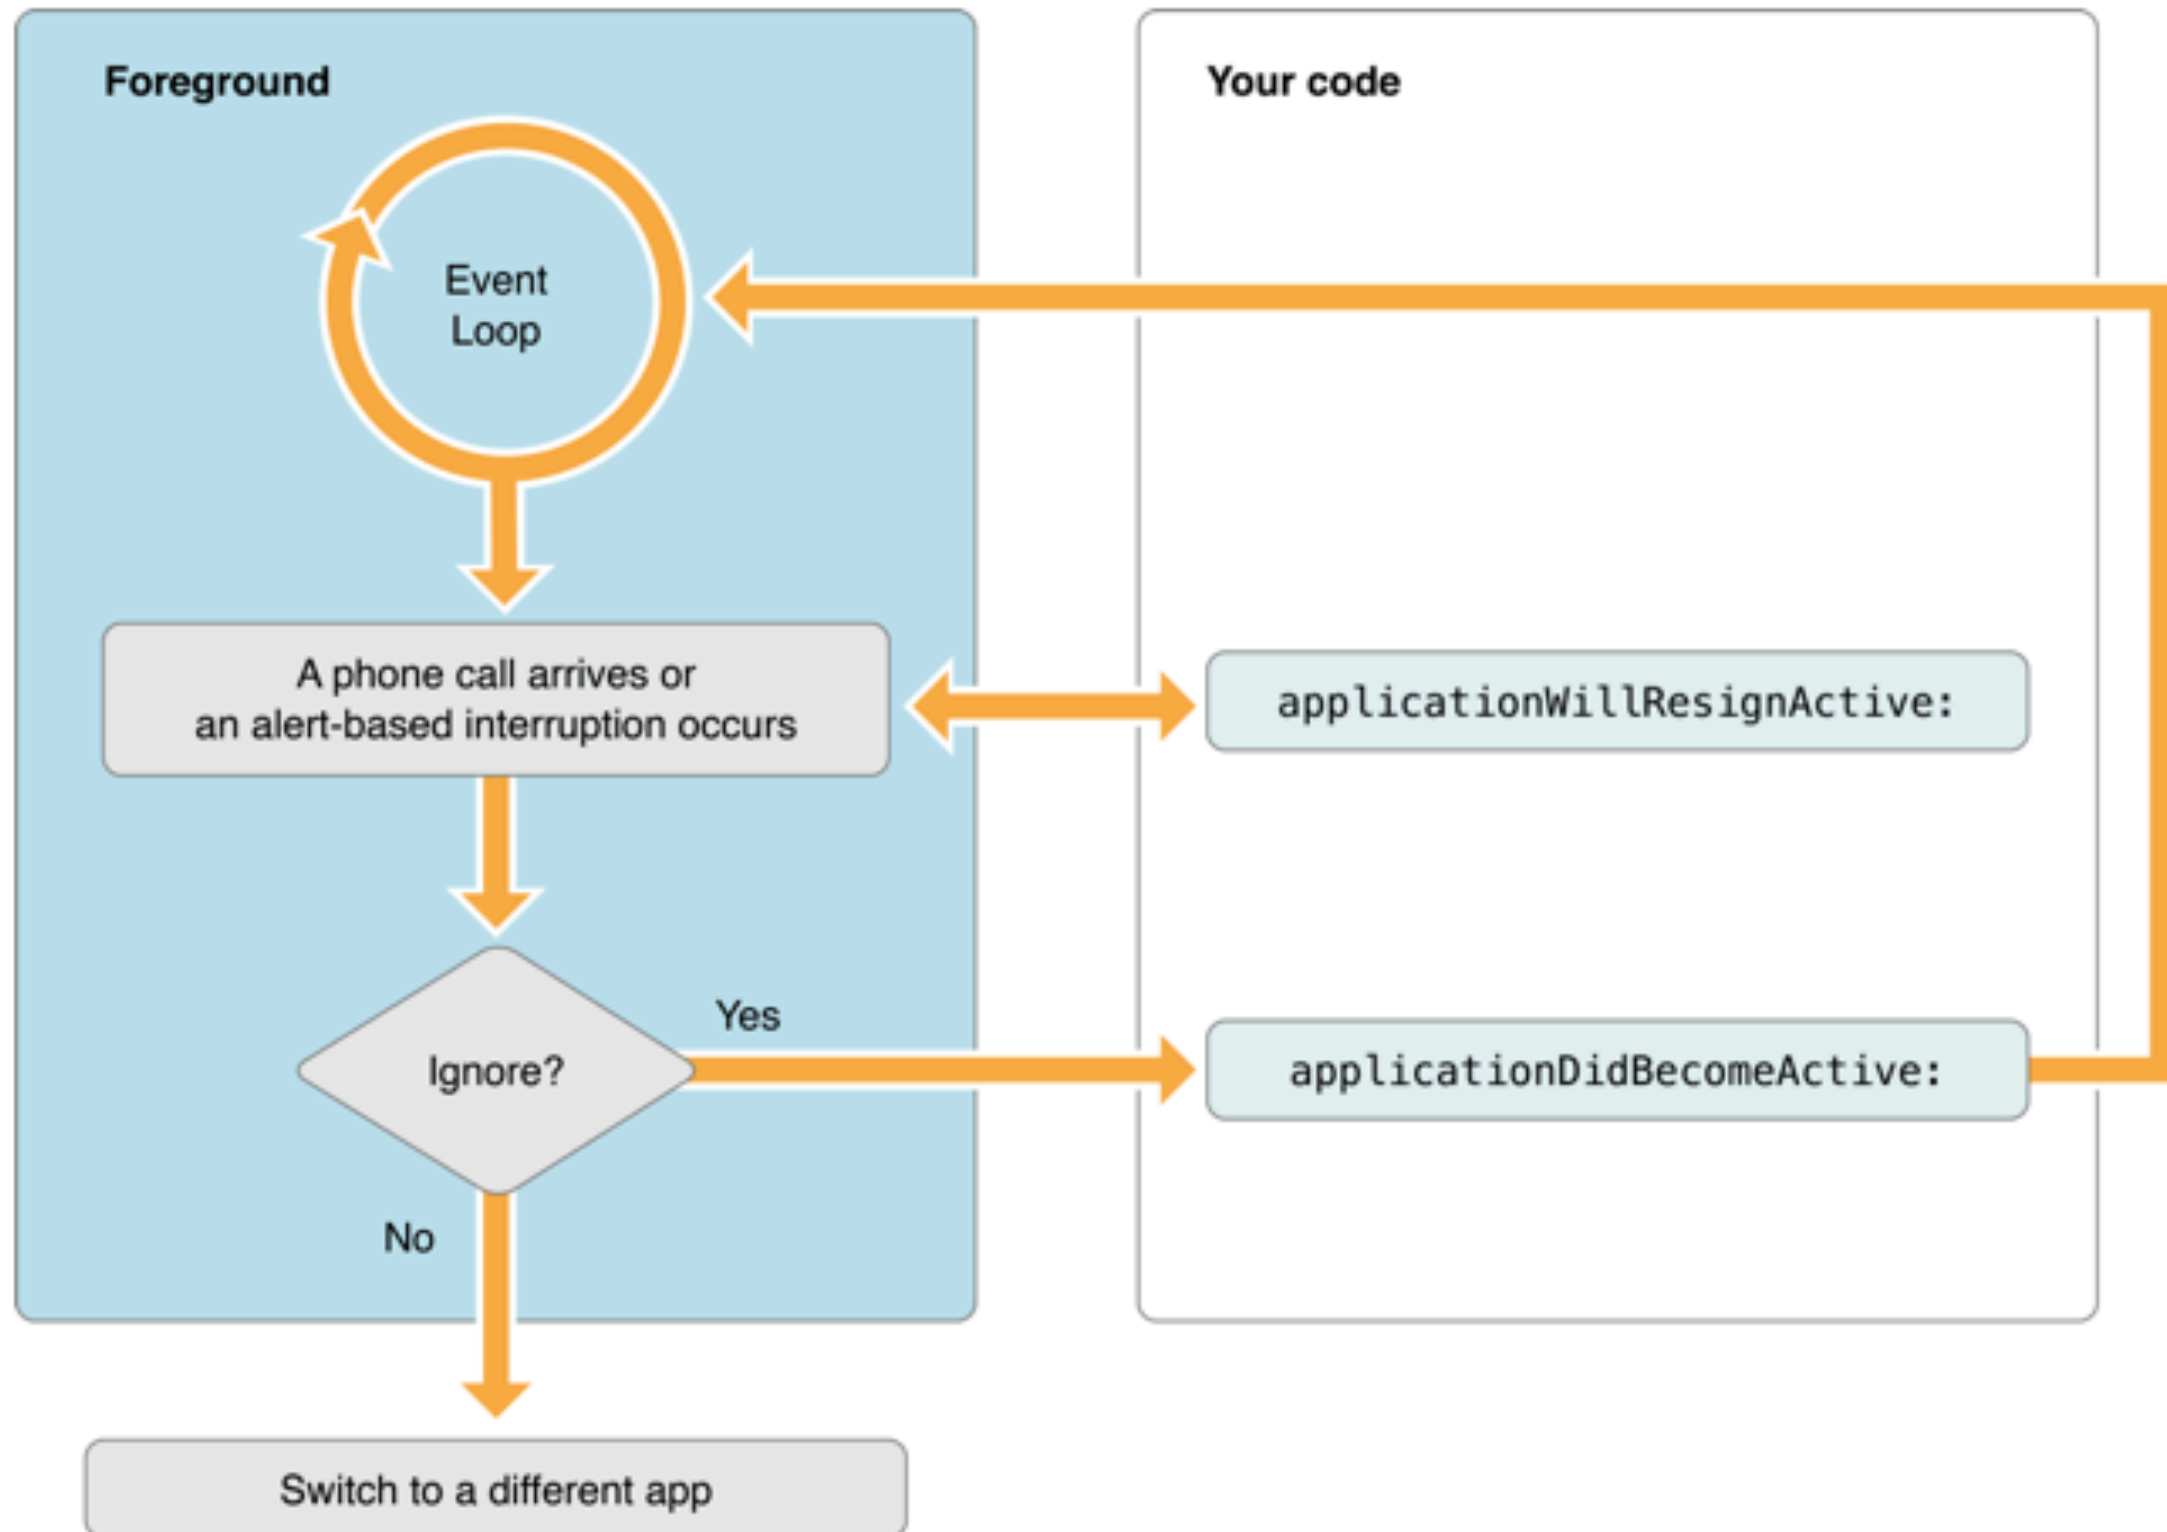 Foreground
Your code
Event
Loop
A phone call arrives or
an alert-based interruption occurs
applicationWillResignActive:
Ignore?
Yes
applicationDidBecomeActive:
No
Switch to a different app